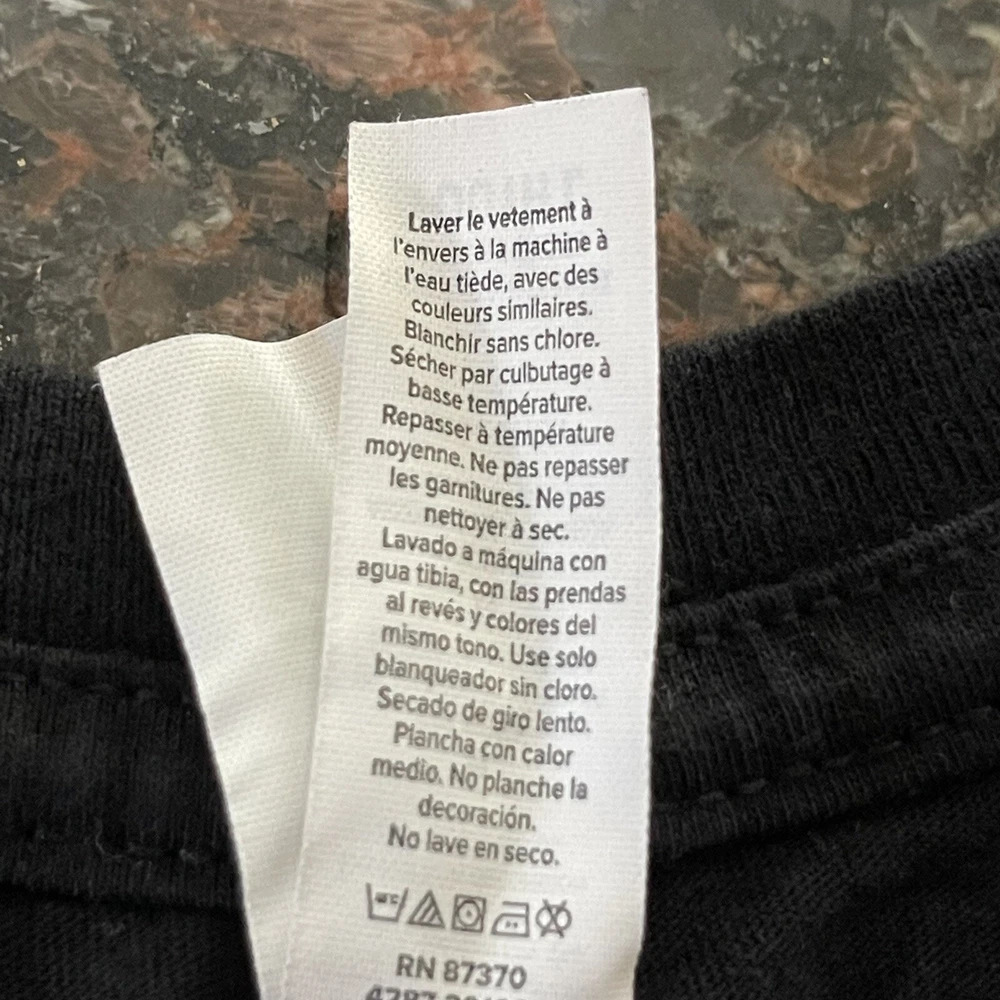 Laver le vetement à
l'envers à la machine à
l'eau tiède, avec des
couleurs similaires.
Blanchir sans chlore.
Sécher par culbutage à
basse température.
Repasser à température
moyenne. Ne pas repasser
les garnitures. Ne pas
nettoyer à sec.
Lavado a máquina con
agua tibia, con las prendas
al revés y colores del
mismo tono. Use solo
blanqueador sin cloro.
Secado de giro lento.
Plancha con calor
medio. No planche la
decoración.
No lave en seco.
RN 87370